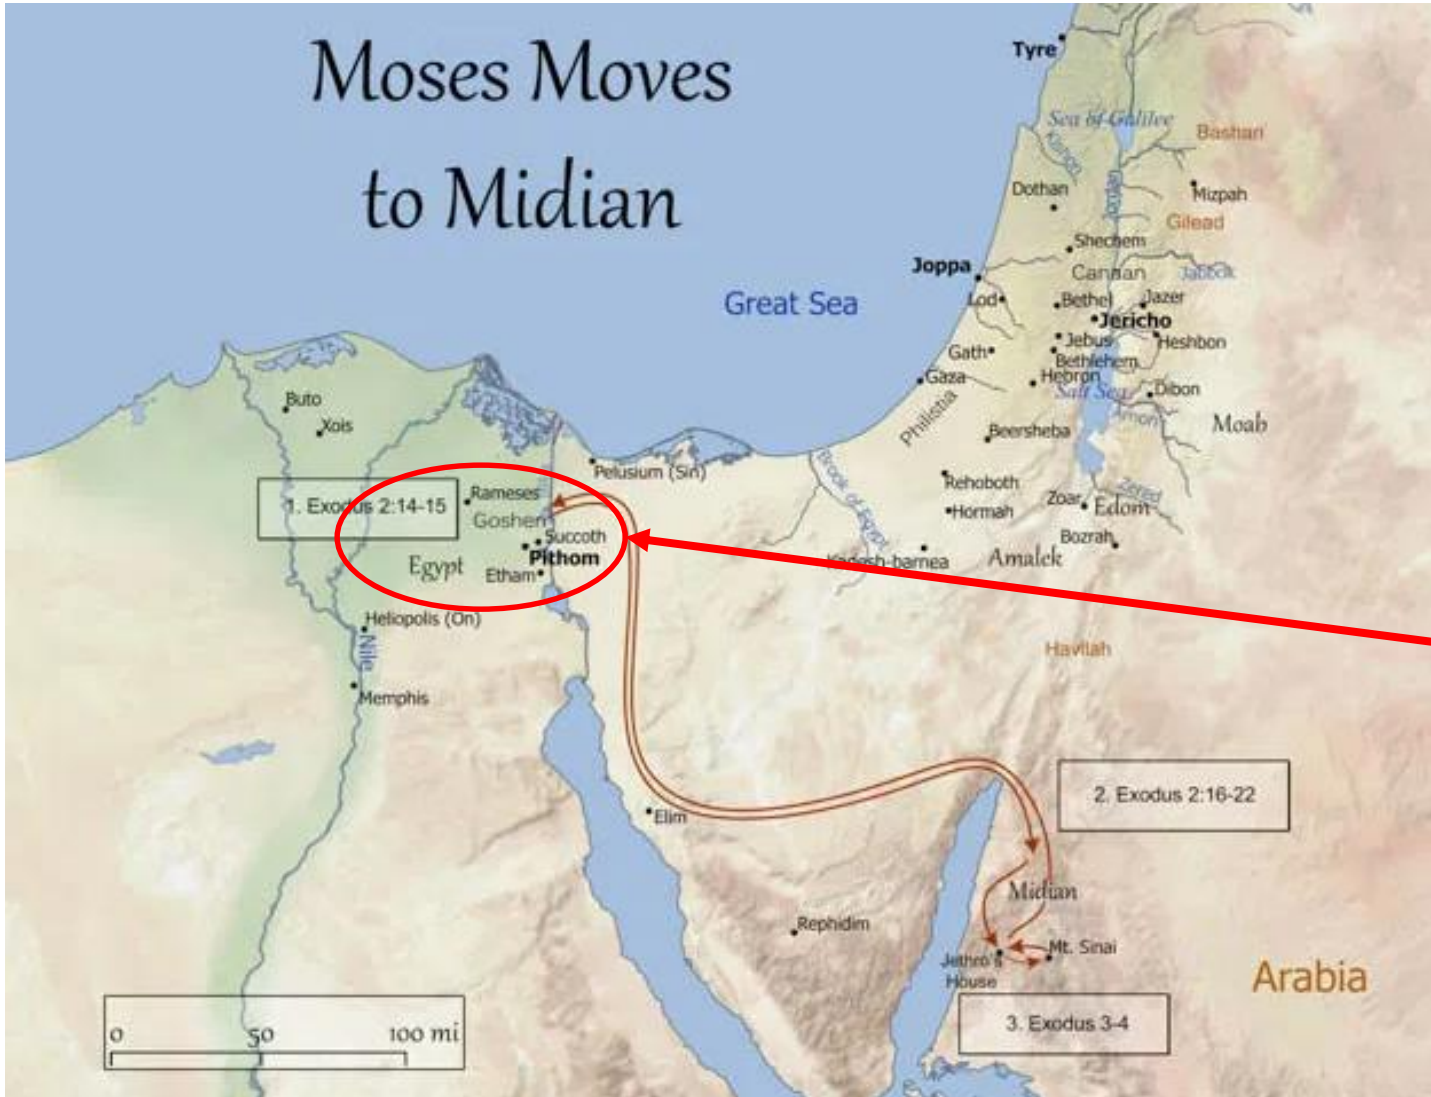 Moses Moves
to Midian
Tyre
Sea of Galilee
Bashan
Kishon
Dothan
Jordan
Mizpah
Gilead
Shechem
Joppa
Canaan
Jabbok
Great Sea
Lod
Bethel
Jazer
Jericho
Jebus
Heshbon
Gath
Bethlehem
Gaza
Hebron
Salt Sea
Dibon
Buto
Arnon
Philistia
Moab
Xois
Beersheba
Pelusium (Sin)
Brook of Egypt
Rameses
Rehoboth
Zered
1. Exodus 2:14-15
Zoar
Edom
Goshen
Hormah
Succoth
Bozrah
Pithom
Kadesh-barnea
Amalek
Egypt
Etham
Heliopolis (On)
Nile
Havilah
Memphis
2. Exodus 2:16-22
Elim
Midian
Rephidim
Mt. Sinai
Jethro's
House
Arabia
3. Exodus 3-4
0 50 100 mi